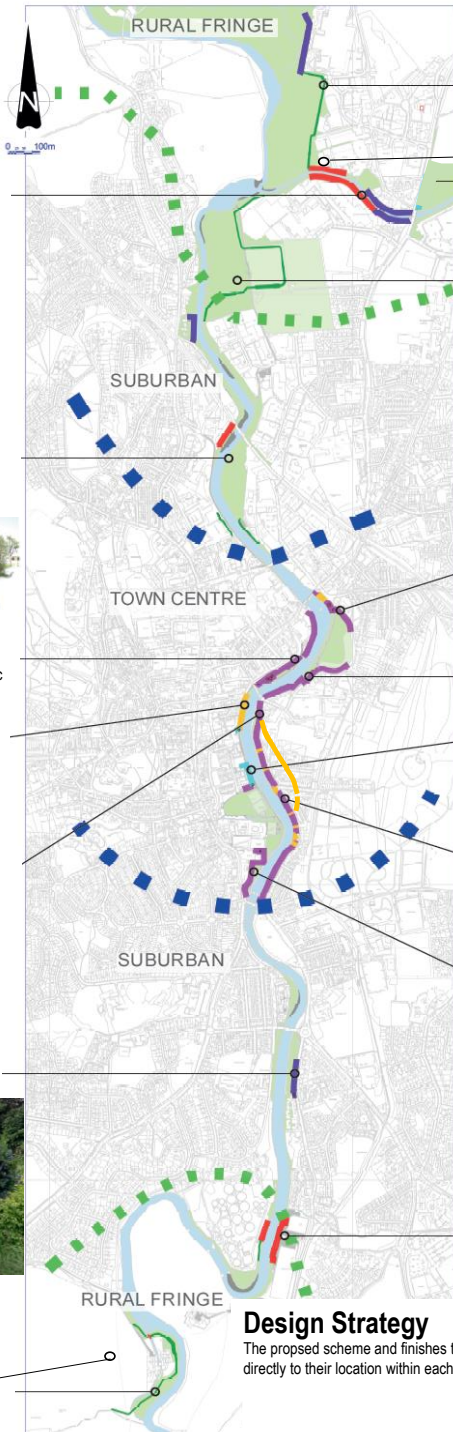 RURAL FRINGE
N
0 100m
SUBURBAN
TOWN CENTRE
c
SUBURBAN
RURAL FRINGE
Design Strategy
The propsed scheme and finishes t
directly to their location within each